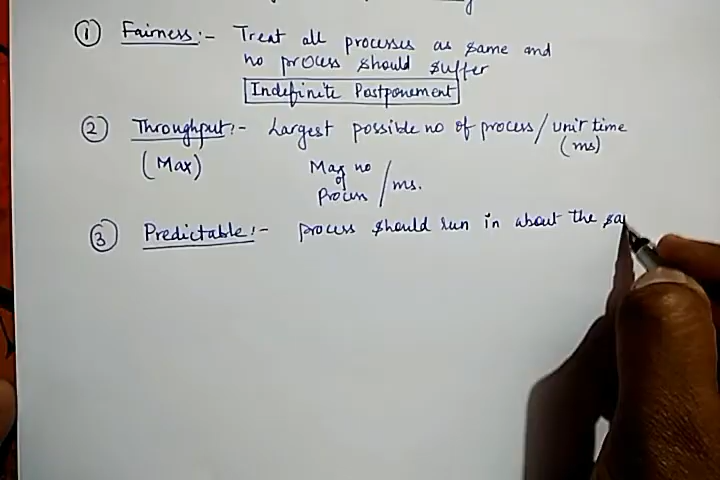 ① Fairness:- Treat all processes as same and
no process should suffer
Indefinite Postponement
② Throughput:- Largest possible no of process/unit time
(Max) (ms)
Max no
of
Process /ms.
③ Predictable:- process should run in about the sa